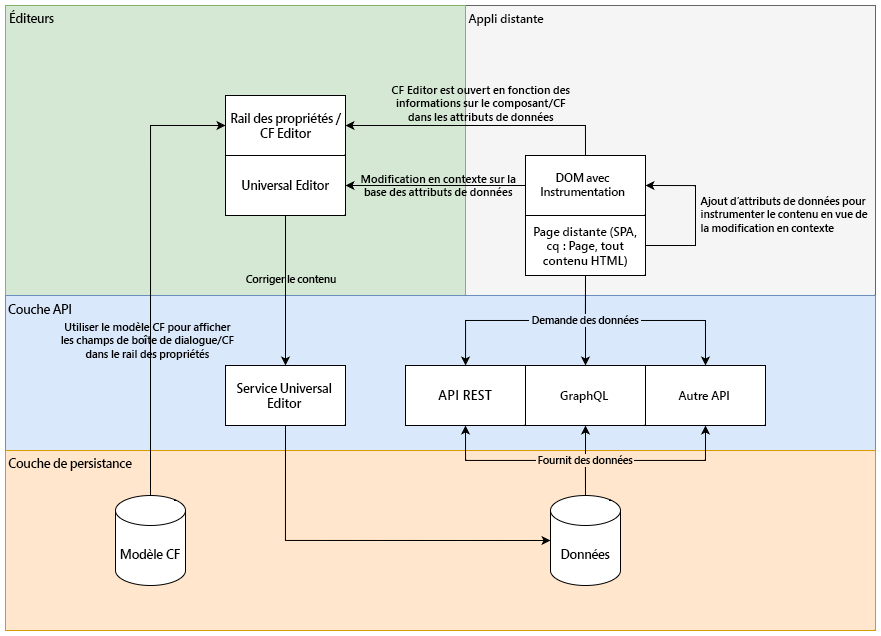 Éditeurs
Appli distante
CF Editor est ouvert en fonction des
informations sur le composant/CF
dans les attributs de données
Rail des propriétés /
CF Editor
Universal Editor
Modification en contexte sur la
base des attributs de données
DOM avec
Instrumentation
Page distante (SPA,
cq : Page, tout
contenu HTML)
Ajout d'attributs de données pour
instrumenter le contenu en vue de
la modification en contexte
Corriger le contenu
Couche API
Utiliser le modèle CF pour afficher
les champs de boîte de dialogue/CF
dans le rail des propriétés
Demande des données
Service Universal
Editor
API REST
GraphQL
Autre API
Couche de persistance
Fournit des données
Modèle CF
Données